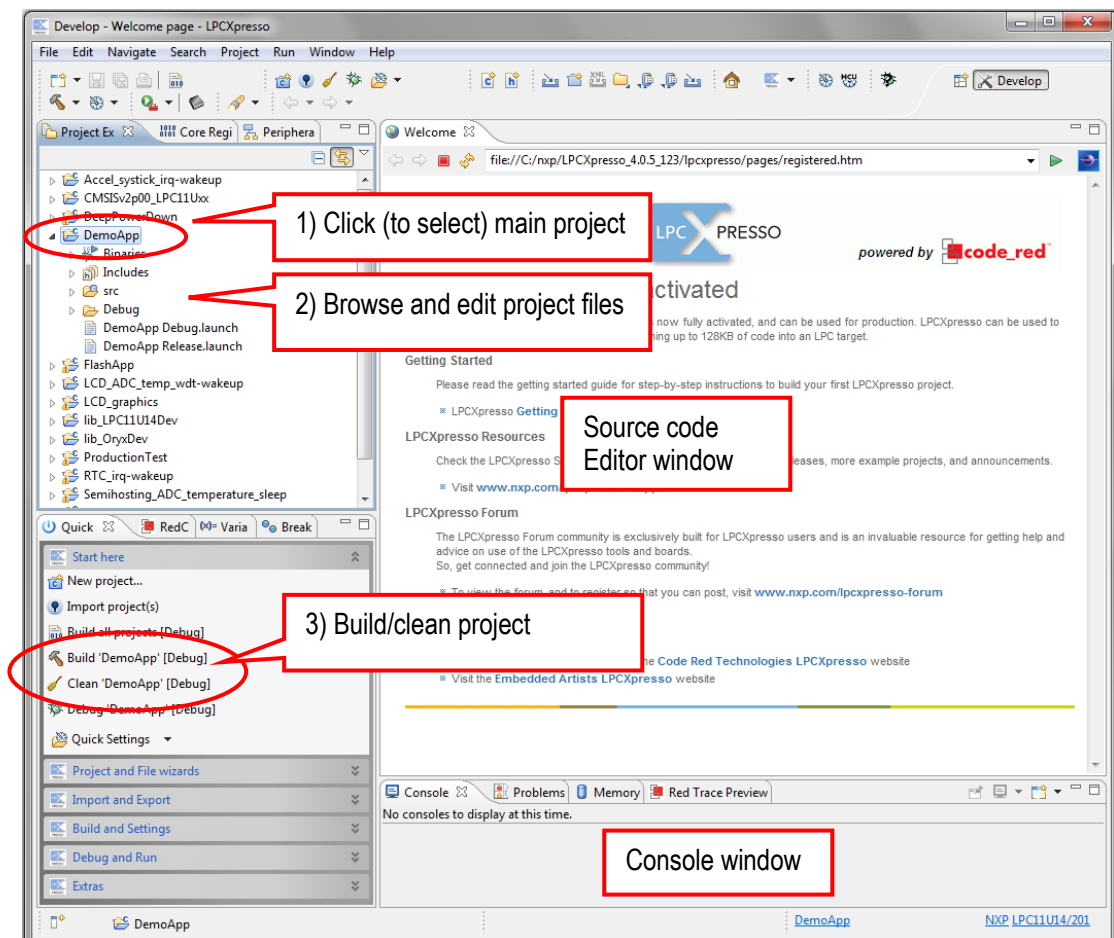 Develop - Welcome page - LPCXpresso
File Edit Navigate Search Project Run Window Help
Develop
Project Ex
Core Regi
Periphera
Welcome
file://C:/nxp/LPCXpresso_4.0.5_123/lpcxpresso/pages/registered.htm
Accel_systick_irq-wakeup
CMSISv2p00_LPC11Uxx
DeepPowerDown
DemoApp
Binaries
Includes
src
Debug
DemoApp Debug.launch
DemoApp Release.launch
FlashApp
LCD_ADC_temp_wdt-wakeup
LCD_graphics
lib_LPC11U14Dev
lib_OryxDev
ProductionTest
RTC_irq-wakeup
Semihosting_ADC_temperature_sleep
1) Click (to select) main project
2) Browse and edit project files
LPC XPRESSO
powered by code_red
ctivated
now fully activated, and can be used for production. LPCXpresso can be used to
ning up to 128KB of code into an LPC target.
Getting Started
Please read the getting started guide for step-by-step instructions to build your first LPCXpresso project.
LPCXpresso Getting
LPCXpresso Resources
Check the LPCXpresso S
eases, more example projects, and announcements.
Visit www.nxp.com
Source code
Editor window
LPCXpresso Forum
The LPCXpresso Forum community is exclusively built for LPCXpresso users and is an invaluable resource for getting help and
advice on use of the LPCXpresso tools and boards.
So, get connected and join the LPCXpresso community!
To view the forum, and to register so that you can post, visit www.nxp.com/lpcxpresso-forum
e Code Red Technologies LPCXpresso website
Visit the Embedded Artists LPCXpresso website
Quick
RedC
(x)= Varia
Break
Start here
New project...
Import project(s)
Build all projects [Debug]
Build 'DemoApp' [Debug]
Clean 'DemoApp' [Debug]
Debug 'DemoApp' [Debug]
Quick Settings
3) Build/clean project
Project and File wizards
Import and Export
Build and Settings
Debug and Run
Extras
Console
Problems
Memory
Red Trace Preview
No consoles to display at this time.
Console window
DemoApp
DemoApp
NXP LPC11U14/201